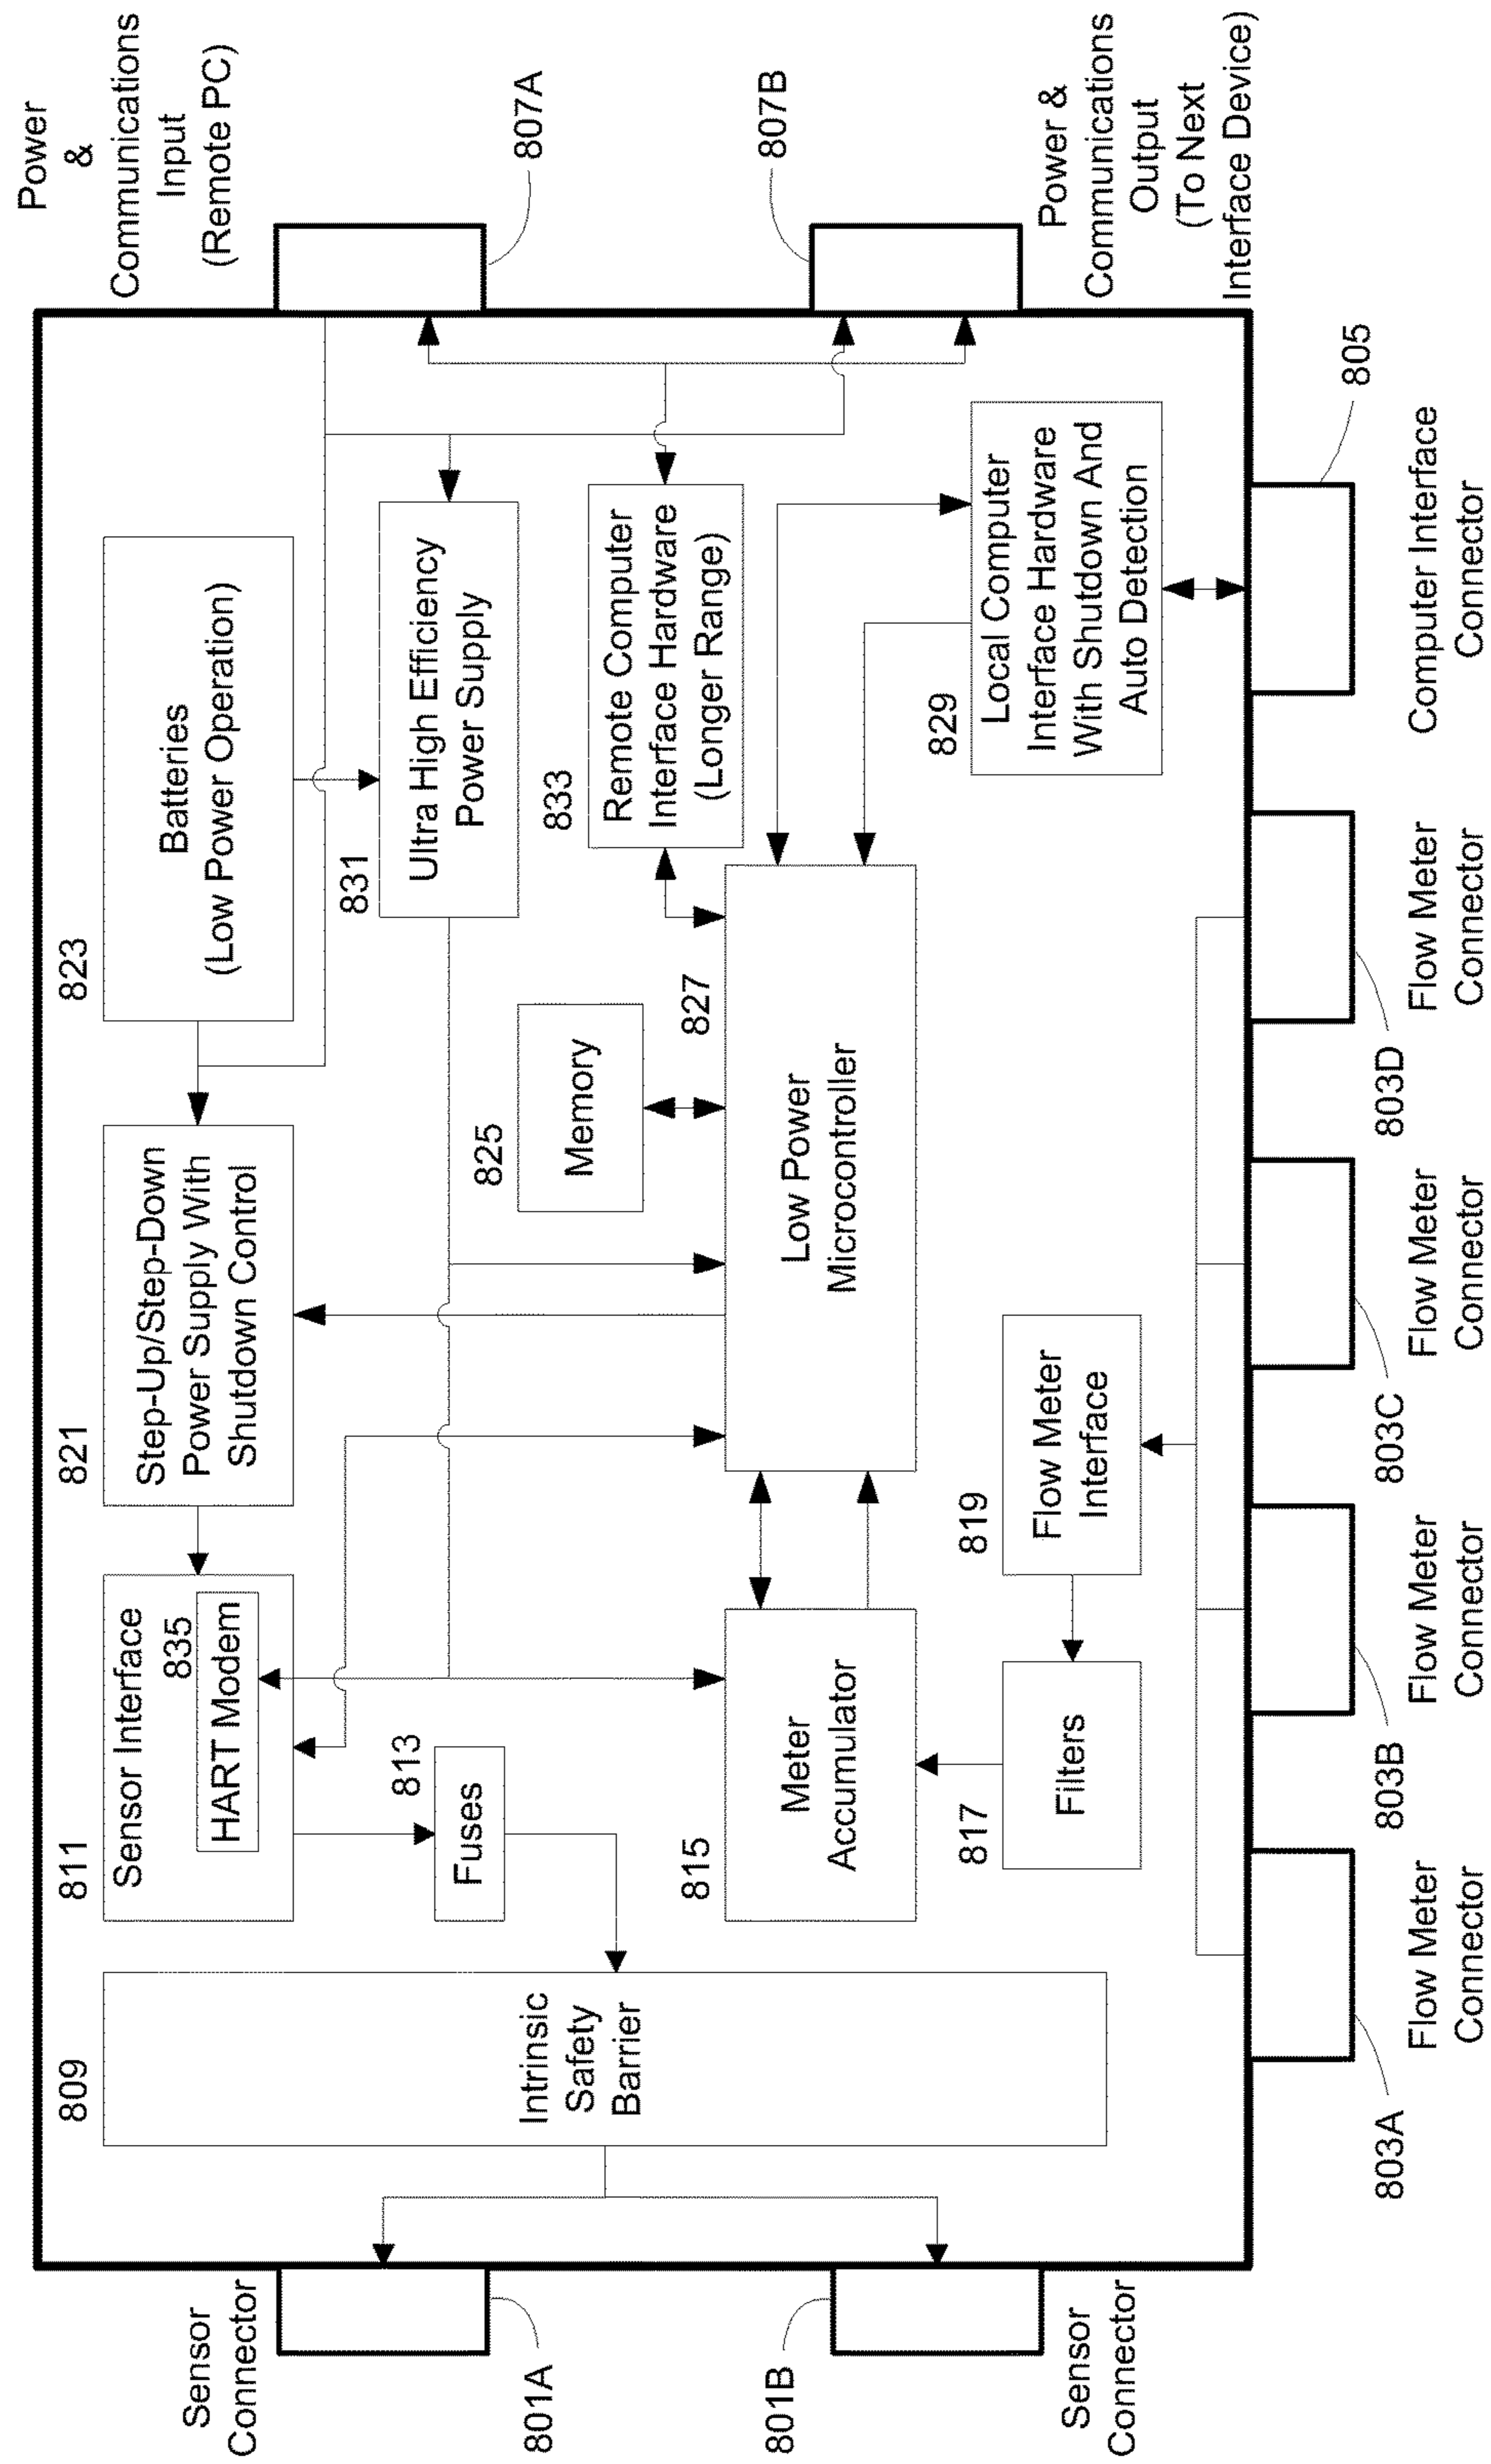 Sensor
Connector
801A
801B
Sensor
Connector
809
Intrinsic
Safety
Barrier
811
Sensor Interface
835
HART Modem
813
Fuses
821
Step-Up/Step-Down
Power Supply With
Shutdown Control
823
Batteries
(Low Power Operation)
831
Ultra High Efficiency
Power Supply
825
Memory
833
Remote Computer
Interface Hardware
(Longer Range)
815
Meter
Accumulator
827
Low Power
Microcontroller
829
Local Computer
Interface Hardware
With Shutdown And
Auto Detection
817
Filters
819
Flow Meter
Interface
Power
&
Communications
Input
(Remote PC)
807A
807B
Power &
Communications
Output
(To Next
Interface Device)
803A
Flow Meter
Connector
803B
Flow Meter
Connector
803C
Flow Meter
Connector
803D
Flow Meter
Connector
805
Computer Interface
Connector